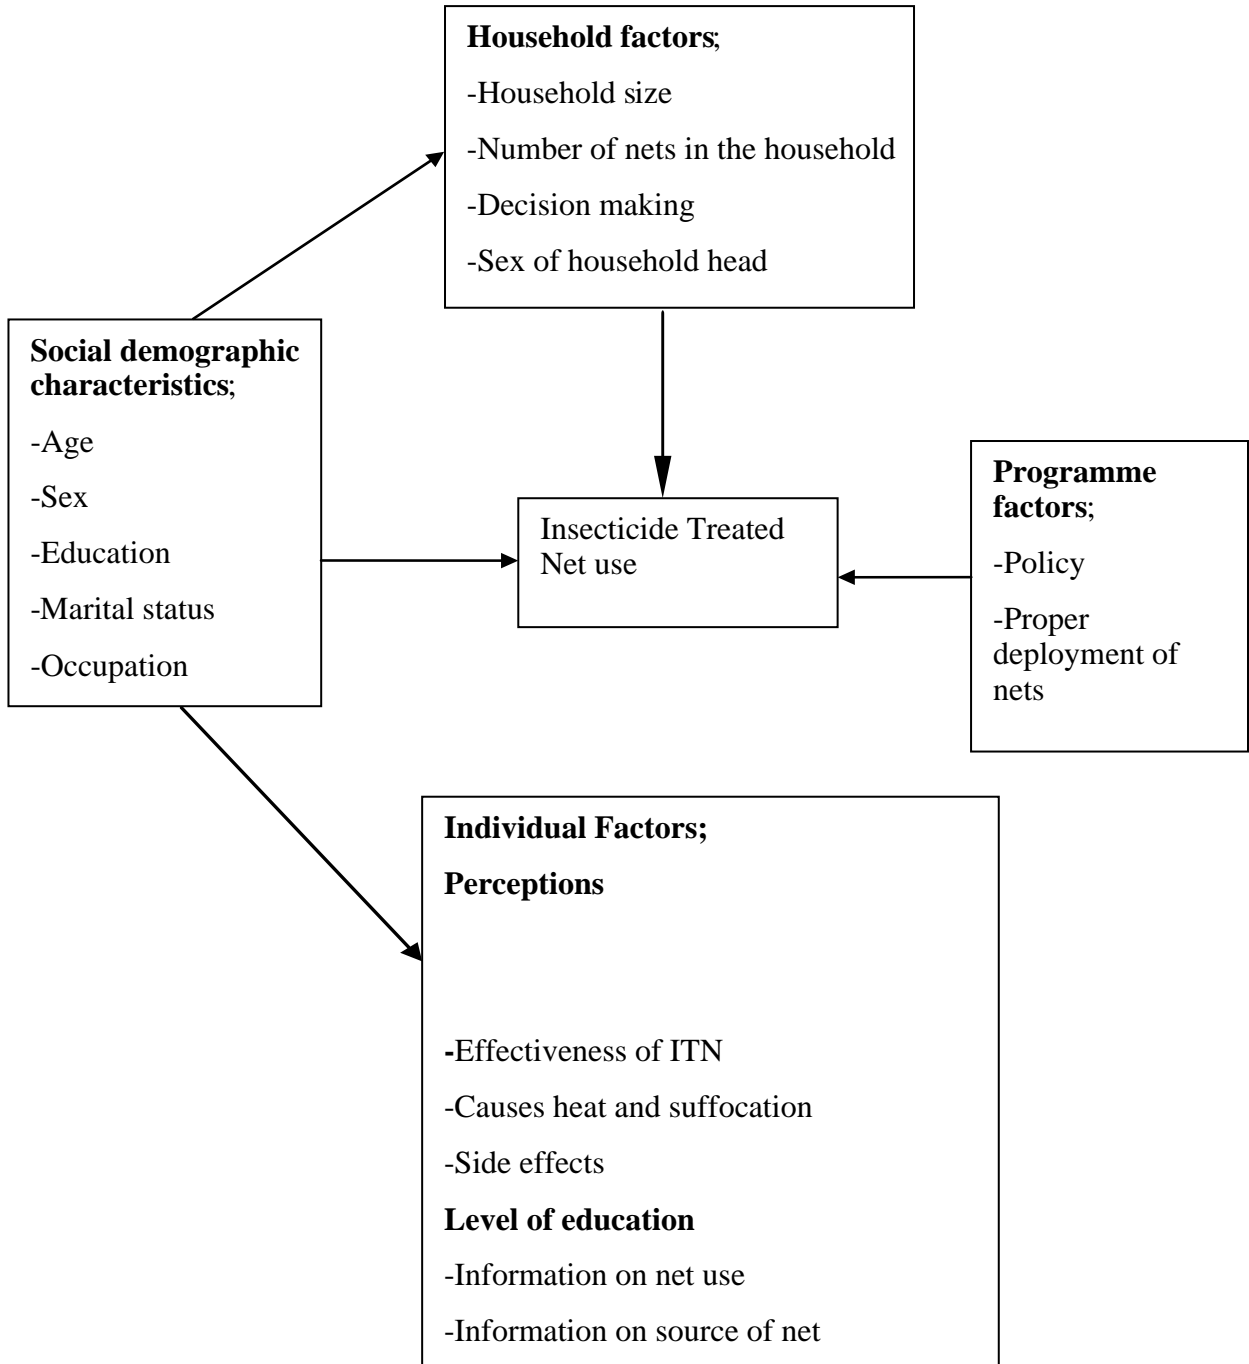 Household factors;
-Household size
-Number of nets in the household
-Decision making
-Sex of household head
Social demographic
characteristics;
-Age
-Sex
-Education
-Marital status
-Occupation
Insecticide Treated
Net use
Programme
factors;
-Policy
-Proper
deployment of
nets
Individual Factors;
Perceptions
-Effectiveness of ITN
-Causes heat and suffocation
-Side effects
Level of education
-Information on net use
-Information on source of net